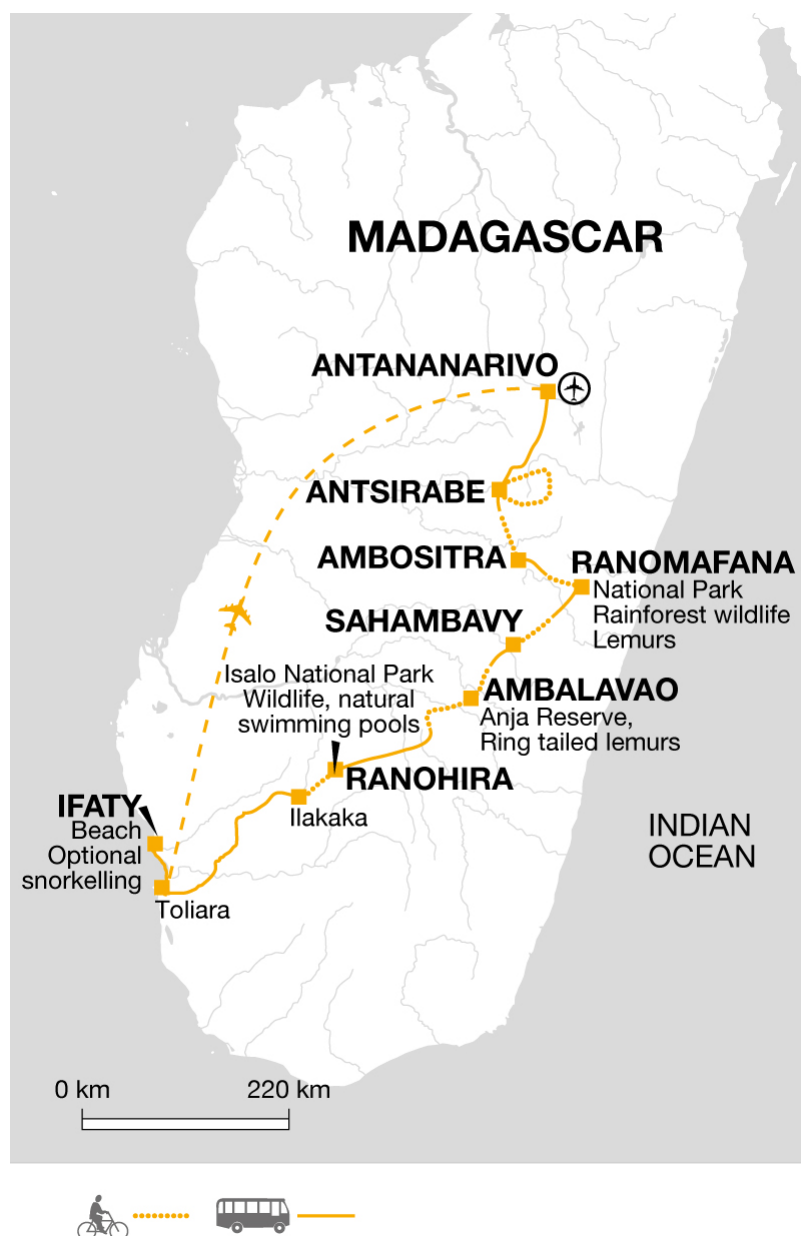 MADAGASCAR
ANTANANARIVO
ANTSIRABE
AMBOSITRA
RANOMAFANA
National Park
Rainforest wildlife
Lemurs
SAHAMBAVY
Isalo National Park
Wildlife, natural
swimming pools
AMBALAVAO
Anja Reserve,
Ring tailed lemurs
RANOHIRA
Ilakaka
IFATY
Beach
Optional
snorkelling
Toliara
INDIAN
OCEAN
0 km
220 km